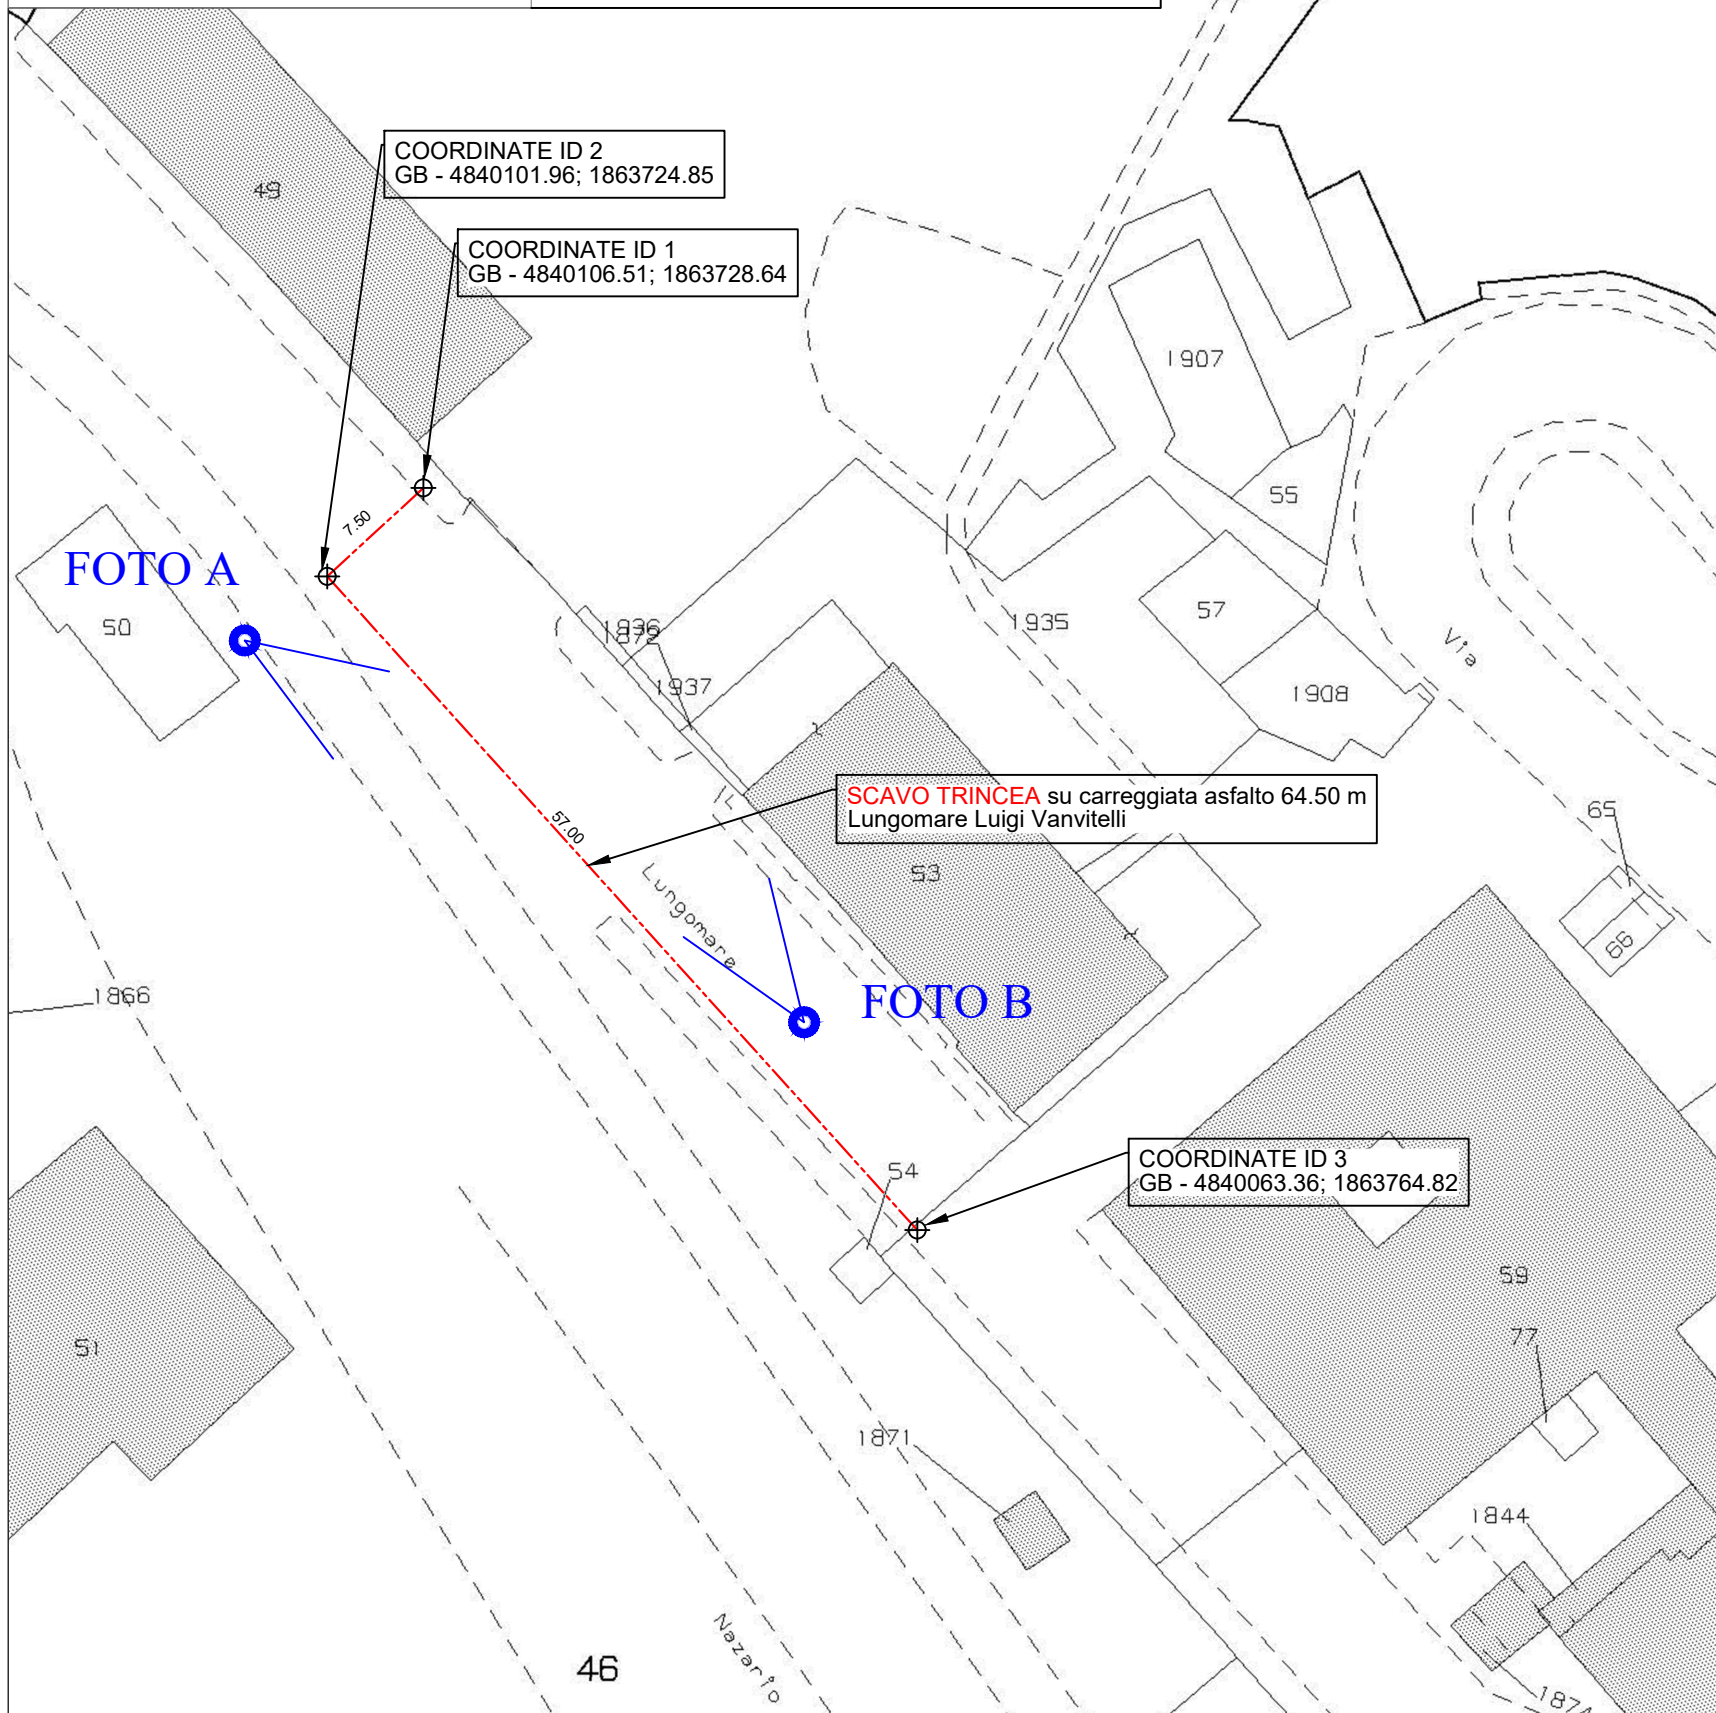 COORDINATE ID 2
GB - 4840101.96; 1863724.85
49
COORDINATE ID 1
GB - 4840106.51; 1863728.64
1907
55
7.50
FOTO A
50
57
1935
1936
1872
Via
1937
1908
SCAVO TRINCEA su carreggiata asfalto 64.50 m
Lungomare Luigi Vanvitelli
57.00
65
53
Lungomare
66
1866
FOTO B
COORDINATE ID 3
GB - 4840063.36; 1863764.82
54
59
51
77
1871
1844
46
Nazario